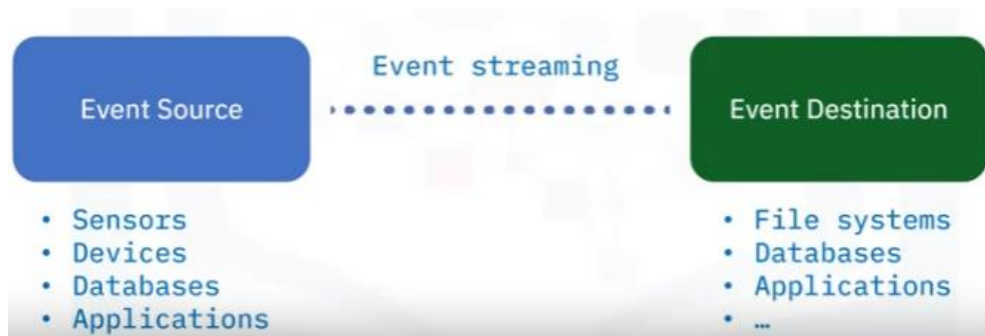 Event streaming
Event Source
Event Destination
• Sensors
• Devices
• Databases
• Applications
• File systems
• Databases
• Applications
• …